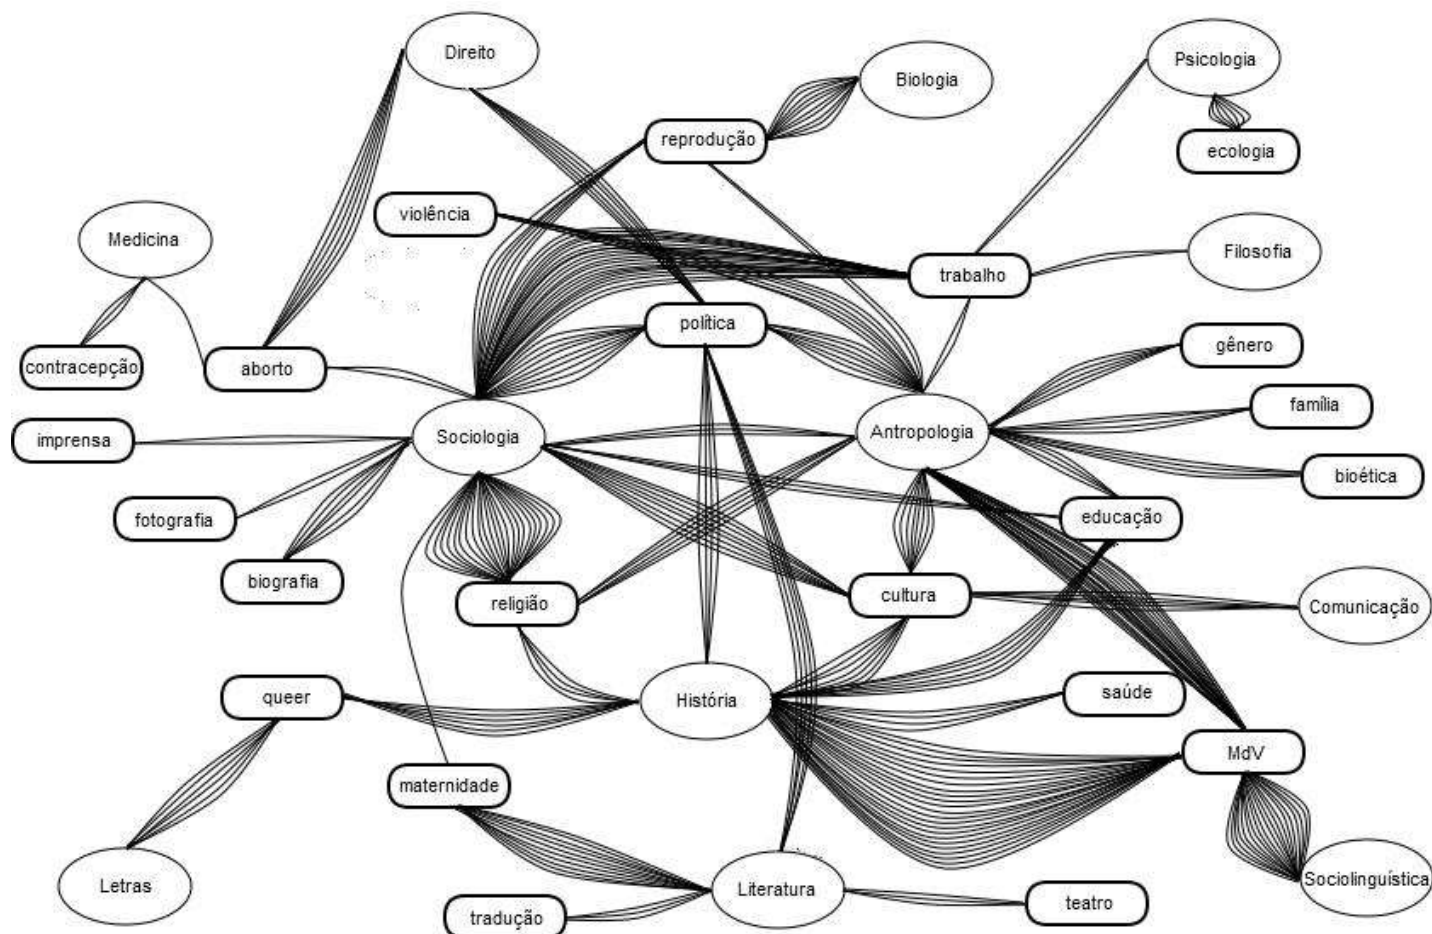 Direito
Psicologia
Biologia
reprodução
ecologia
violência
Medicina
Filosofia
trabalho
política
gênero
contracepção
aborto
família
imprensa
Sociologia
Antropologia
bioética
fotografia
educação
biografia
religião
cultura
Comunicação
queer
História
saúde
MdV
maternidade
Letras
Literatura
Sociolinguística
tradução
teatro